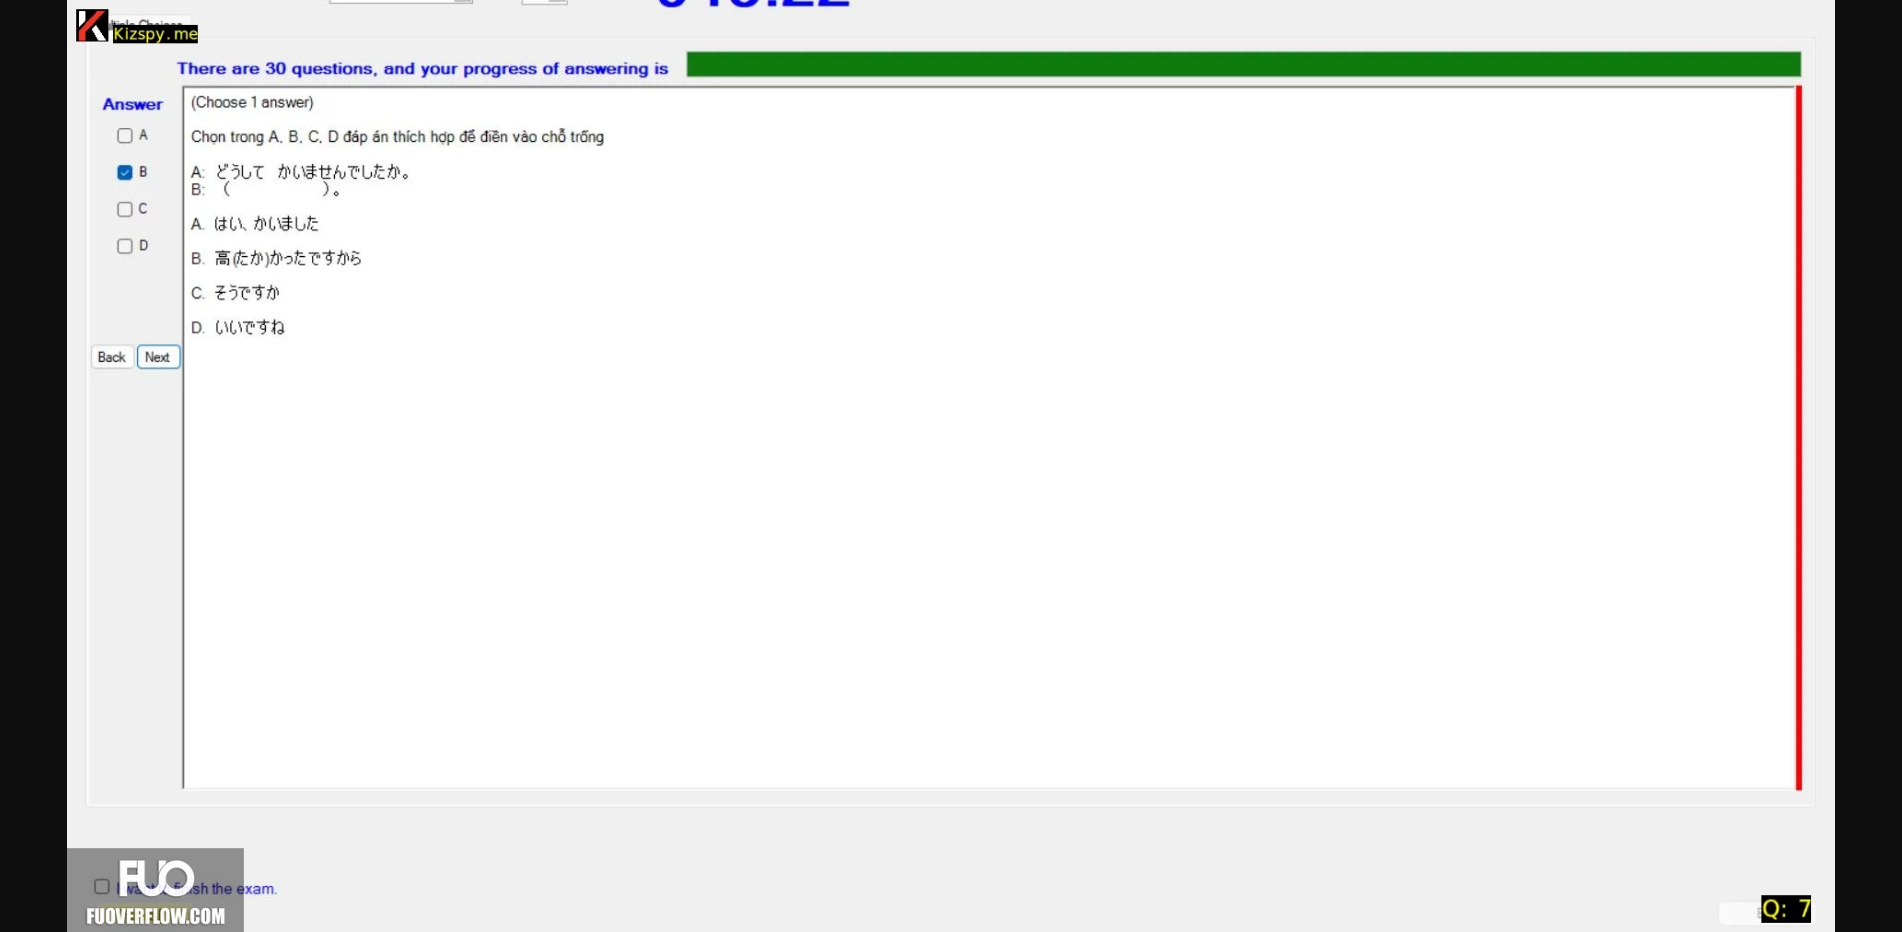 Kizspy.me
There are 30 questions, and your progress of answering is
Answer
(Choose 1 answer)
A
Chọn trong A, B, C, D đáp án thích hợp để điền vào chỗ trống
B
A: どうして かいませんでしたか。
B: ( )。
C
A. はい、かいました
D
B. 高(たか)かったですから
C. そうですか
D. いいですね
Back Next
FUO
the exam.
FUOVERFLOW.COM
Q: 7